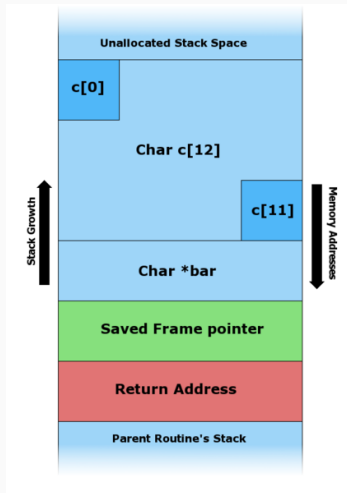 Unallocated Stack Space
c[0]
Char c[12]
c[11]
Stack Growth
Memory Addresses
Char *bar
Saved Frame pointer
Return Address
Parent Routine's Stack